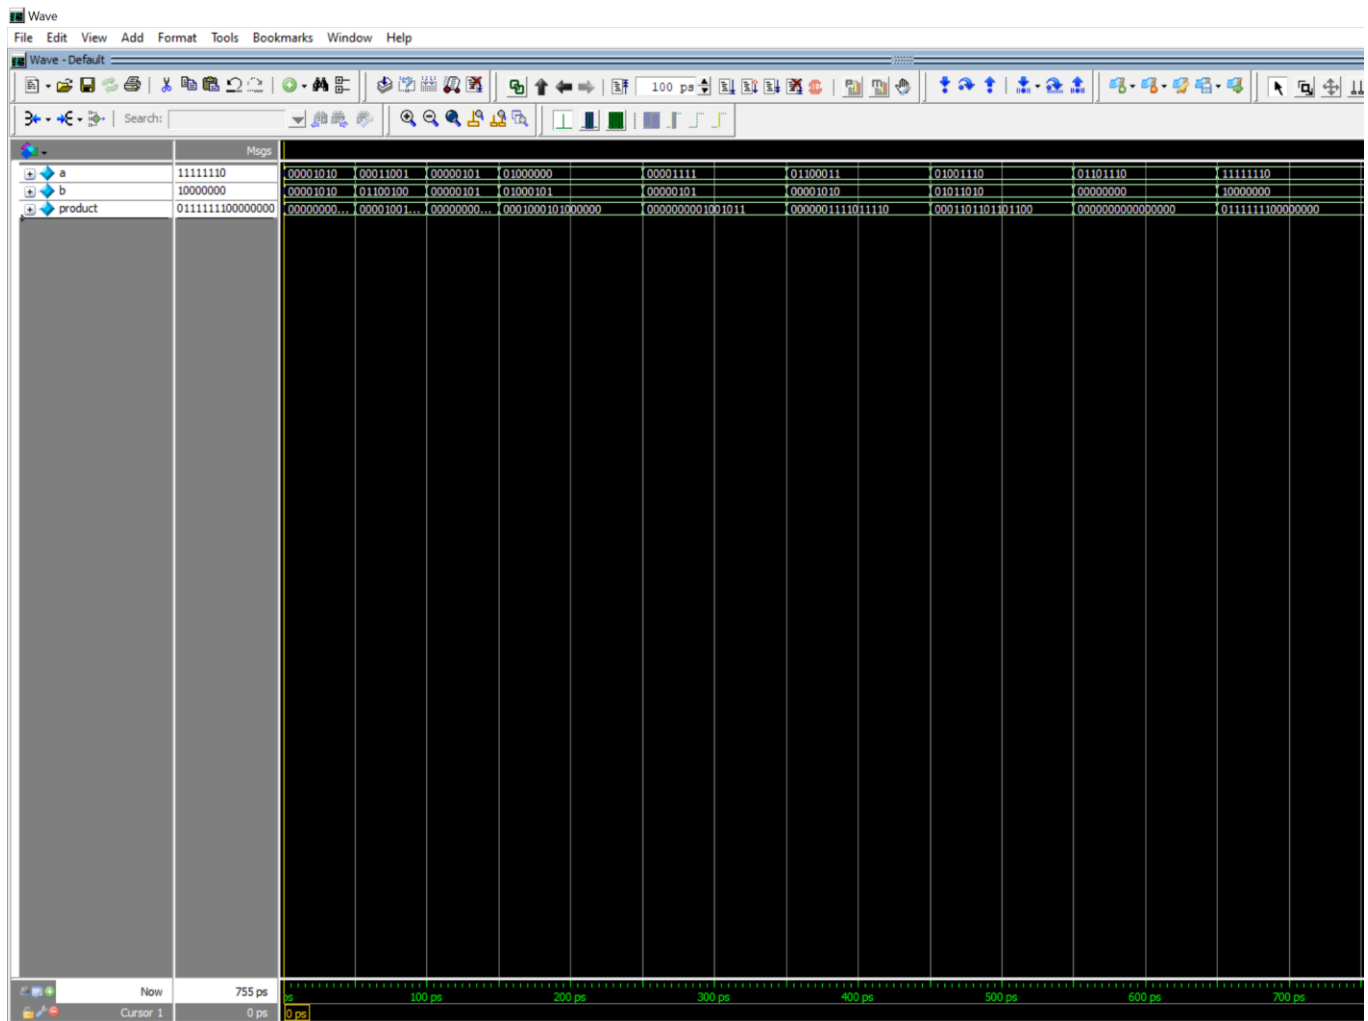 Wave
File Edit View Add Format Tools Bookmarks Window Help
Wave - Default
100 ps
Search:
Msgs
a 11111110 00001010 00011001 00000101 01000000 00001111 01100011 01001110 01101110 11111110
b 10000000 00001010 01100100 00000101 01000101 00000101 00001010 01011010 00000000 10000000
product 0111111100000000 00000000... 00001001... 00000000... 0001000101000000 0000000001001011 0000001111011110 0001101101101100 0000000000000000 0111111100000000
Now 755 ps ps 100 ps 200 ps 300 ps 400 ps 500 ps 600 ps 700 ps
Cursor 1 0 ps 0 ps